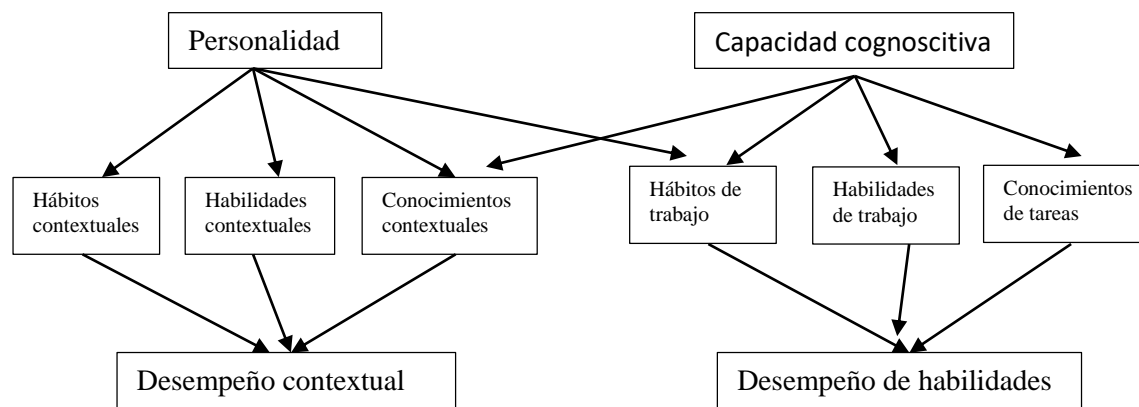 Personalidad
Capacidad cognoscitiva
Hábitos
contextuales
Habilidades
contextuales
Conocimientos
contextuales
Hábitos de
trabajo
Habilidades
de trabajo
Conocimientos
de tareas
Desempeño contextual
Desempeño de habilidades